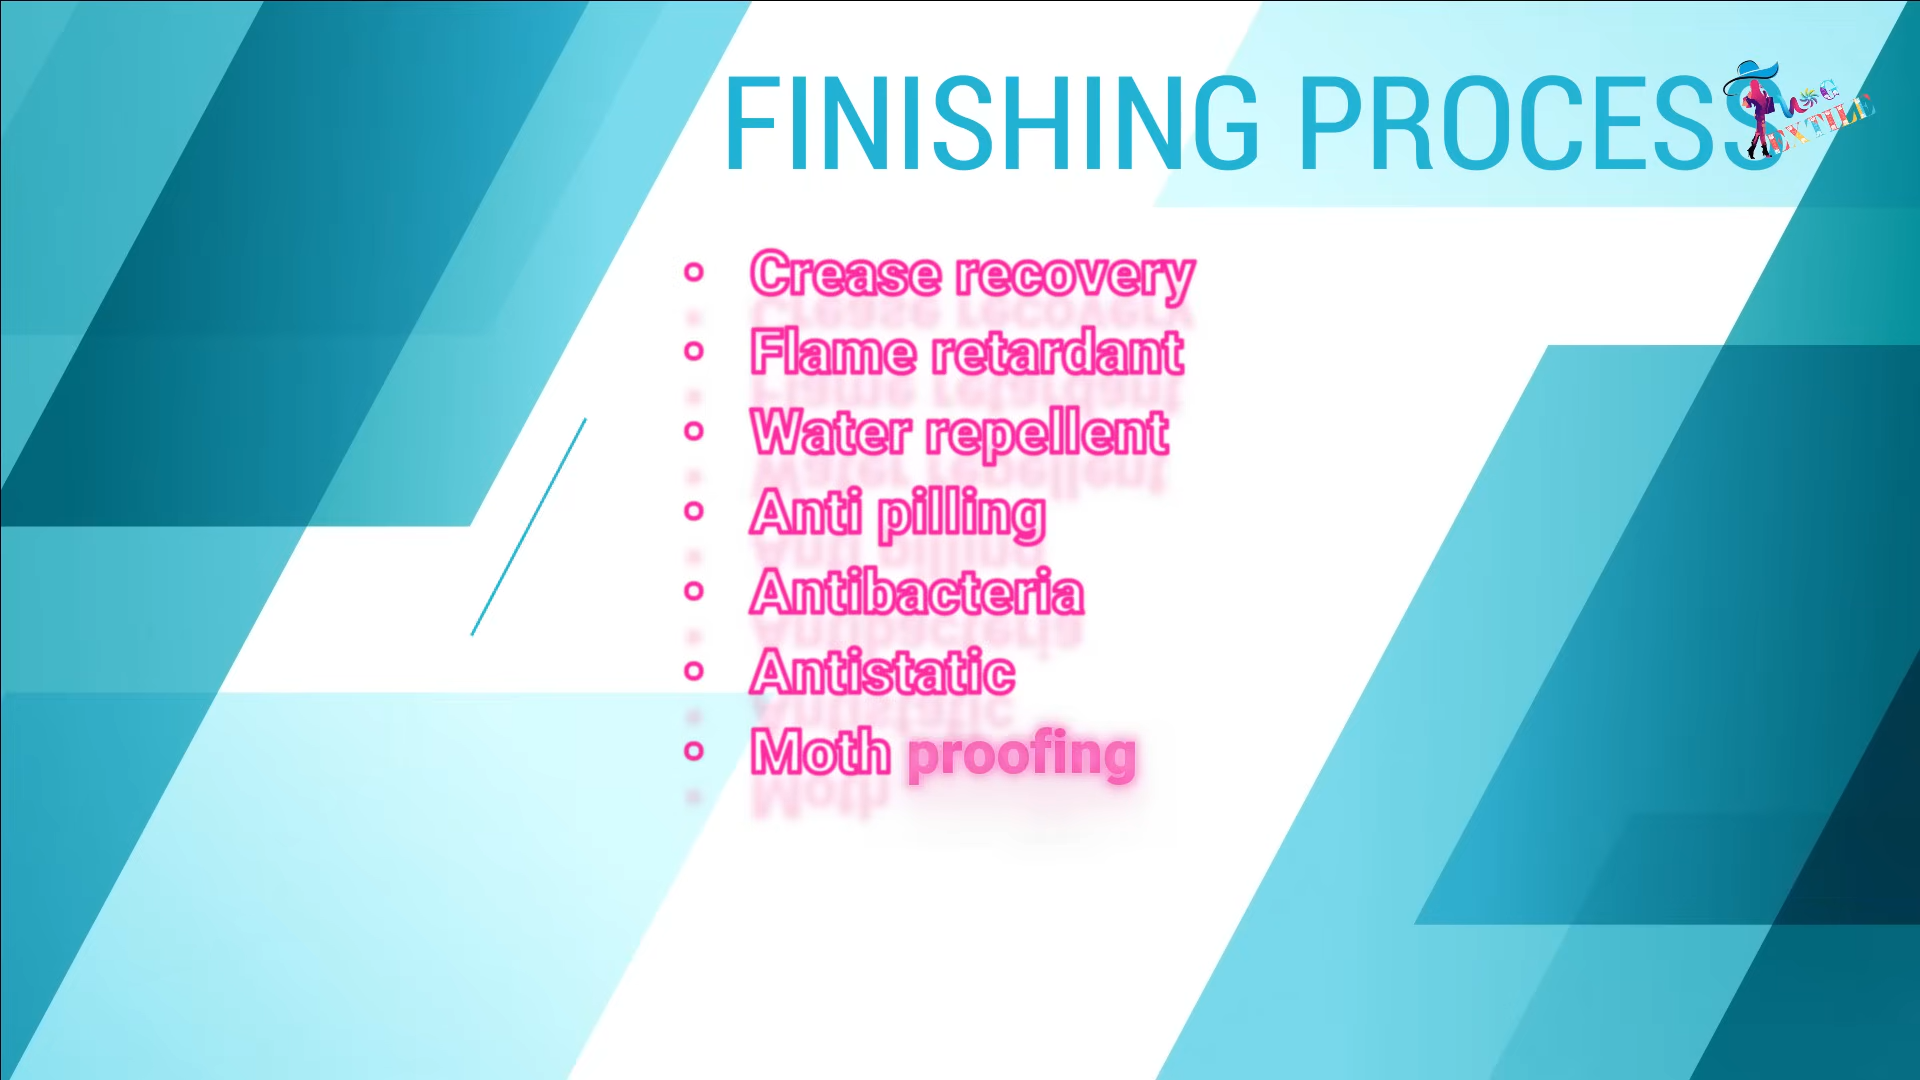 FINISHING PROCESS
Crease recovery
Flame retardant
Water repellent
Anti pilling
Antibacteria
Antistatic
Moth proofing